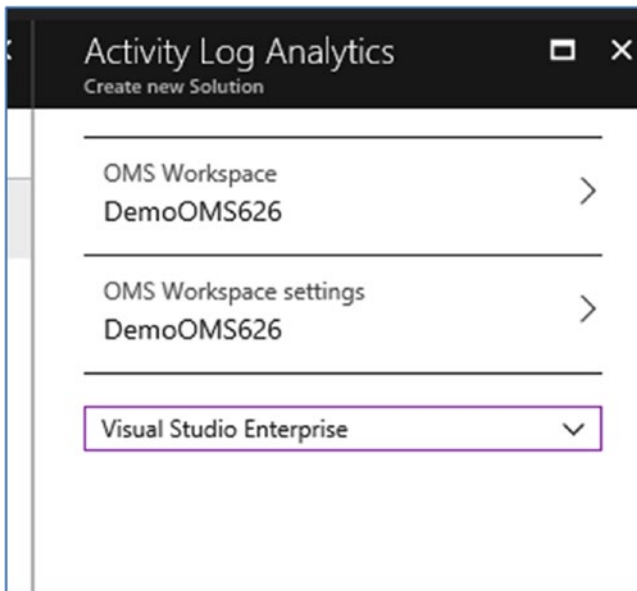 Activity Log Analytics
Create new Solution
OMS Workspace
DemoOMS626
OMS Workspace settings
DemoOMS626
Visual Studio Enterprise